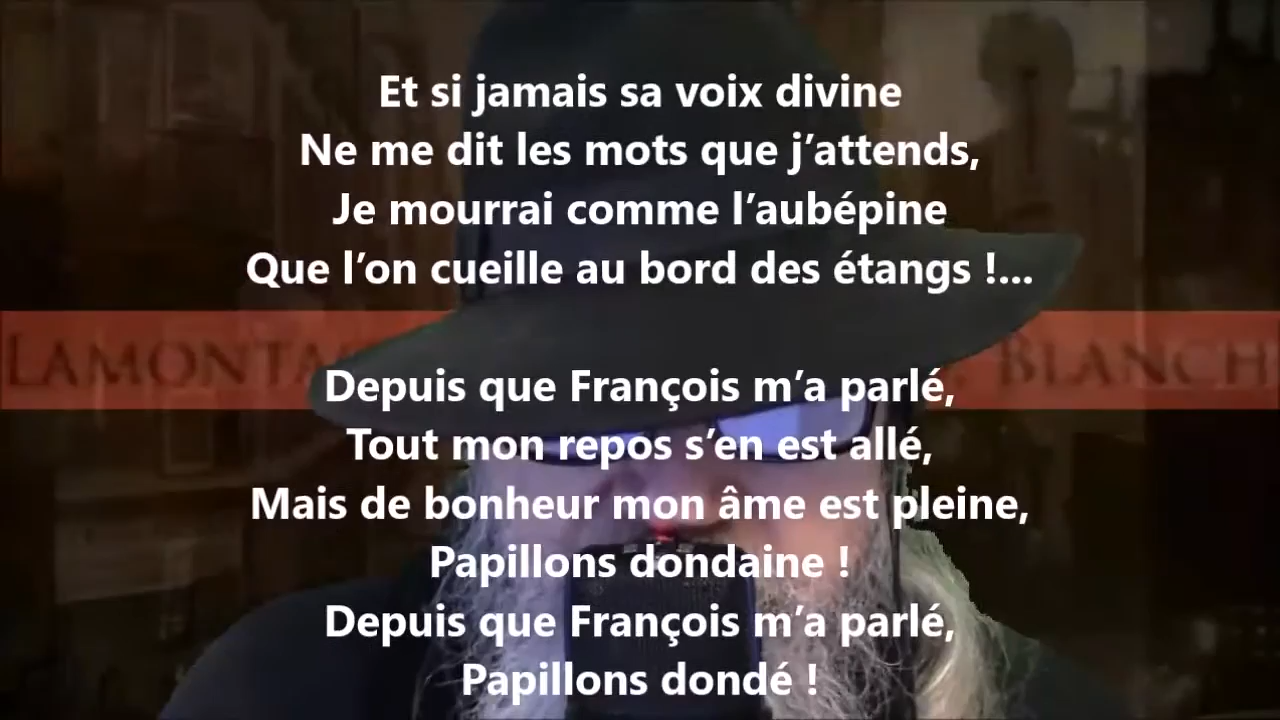 Et si jamais sa voix divine
Ne me dit les mots que j’attends,
Je mourrai comme l’aubépine
Que l’on cueille au bord des étangs !...
LAMONTA BLANCH
Depuis que François m’a parlé,
Tout mon repos s’en est allé,
Mais de bonheur mon âme est pleine,
Papillons dondaine !
Depuis que François m’a parlé,
Papillons dondé !